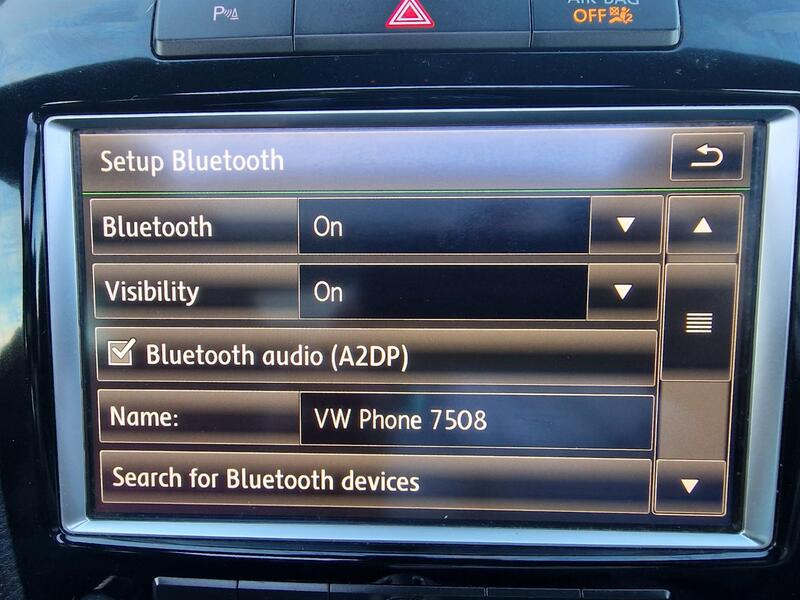 P
AIR BAG
OFF
Setup Bluetooth
Bluetooth On
Visibility On
Bluetooth audio (A2DP)
Name: VW Phone 7508
Search for Bluetooth devices